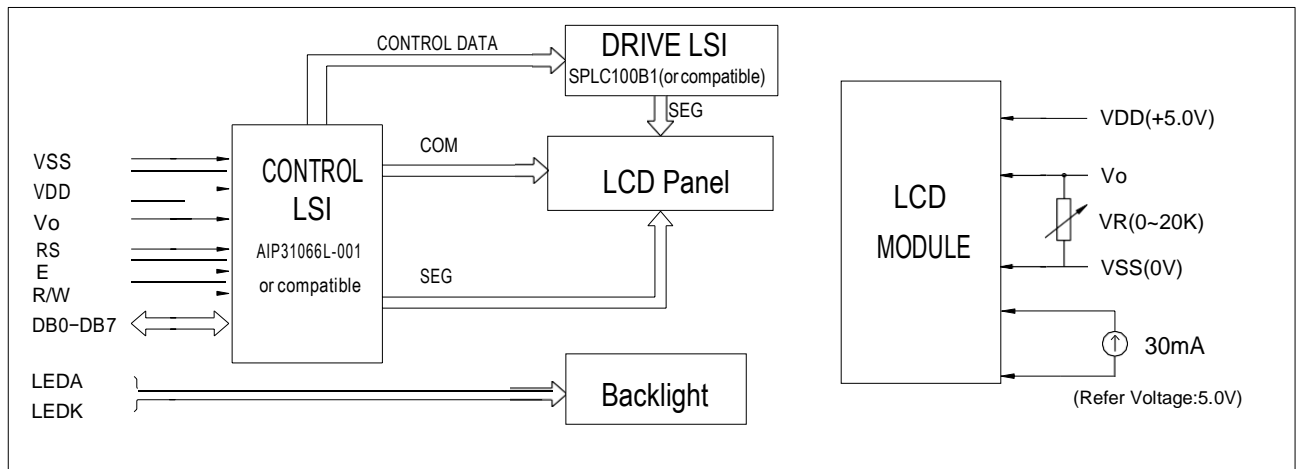 CONTROL DATA
DRIVE LSI
SPLC100B1(or compatible)
SEG
VSS
VDD
Vo
RS
E
R/W
DB0-DB7
CONTROL
LSI
AIP31066L-001
or compatible
COM
LCD Panel
SEG
LEDA
LEDK
Backlight
LCD
MODULE
VDD(+5.0V)
Vo
VR(0~20K)
VSS(0V)
30mA
(Refer Voltage:5.0V)